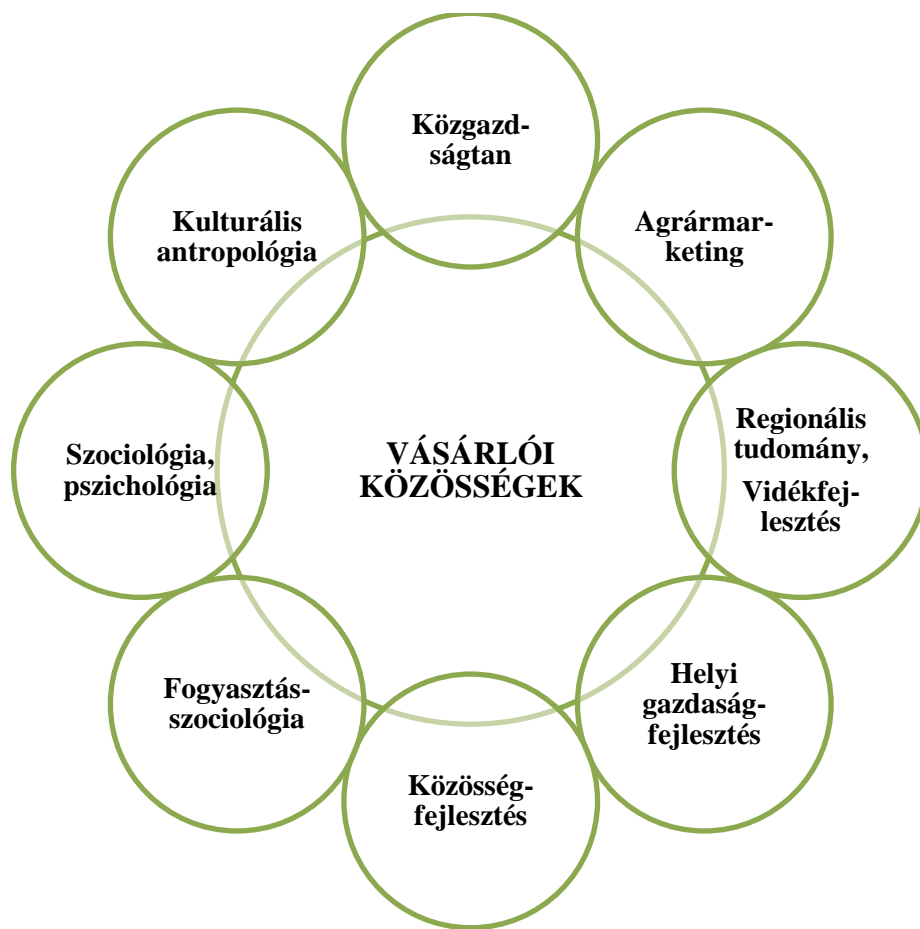 Közgazd-
ságtan
Agrármar-
keting
Regionális
tudomány,
Vidékfej-
lesztés
Helyi
gazdaság-
fejlesztés
Közösség-
fejlesztés
Fogyasztás-
szociológia
Szociológia,
pszichológia
Kulturális
antropológia
VÁSÁRLÓI
KÖZÖSSÉGEK